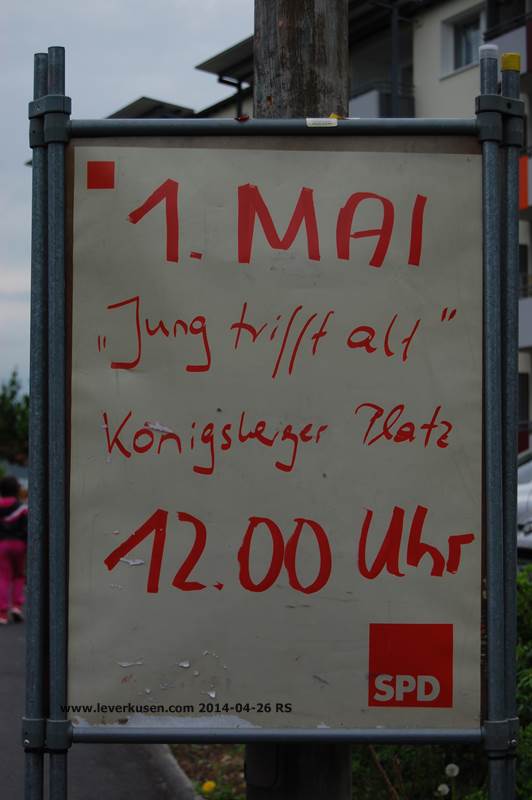 1. MAI
„Jung trifft alt"
Königsberger Platz
12.00 Uhr
SPD
www.leverkusen.com 2014-04-26 RS